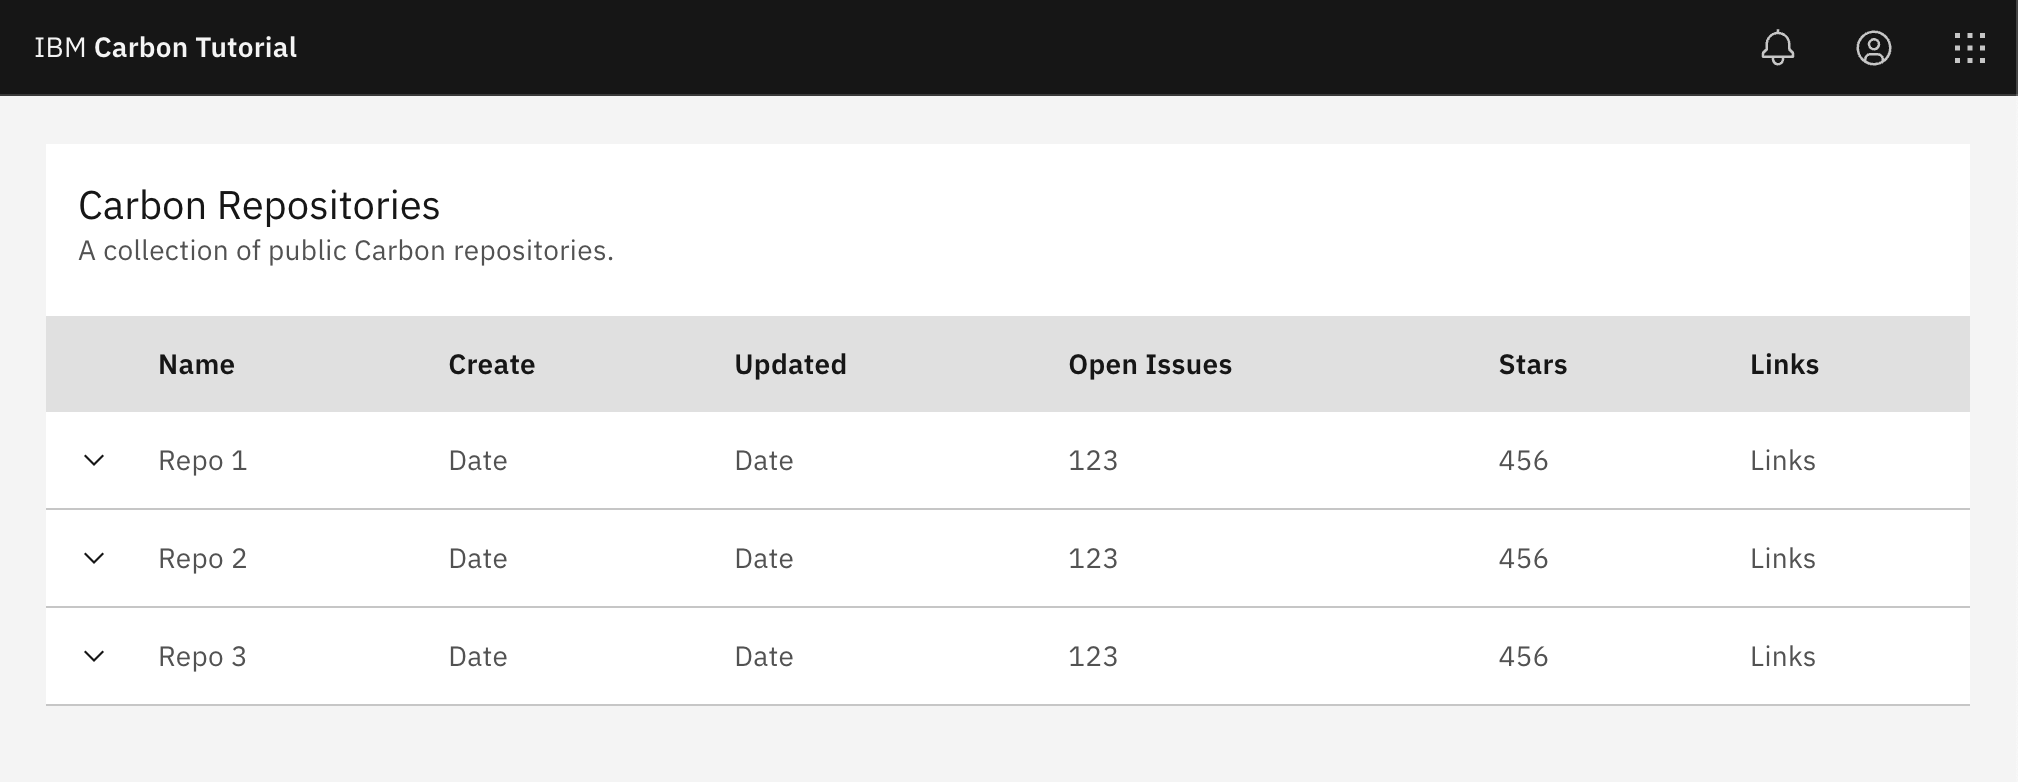 IBM Carbon Tutorial
Carbon Repositories
A collection of public Carbon repositories.
Name Create Updated Open Issues Stars Links
Repo 1 Date Date 123 456 Links
Repo 2 Date Date 123 456 Links
Repo 3 Date Date 123 456 Links